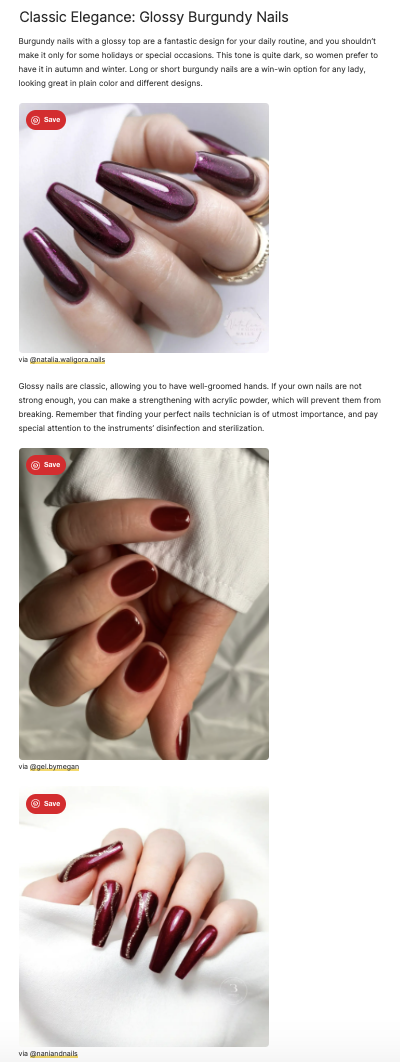 Classic Elegance: Glossy Burgundy Nails
Burgundy nails with a glossy top are a fantastic design for your daily routine, and you shouldn't
make it only for some holidays or special occasions. This tone is quite dark, so women prefer to
have it in autumn and winter. Long or short burgundy nails are a win-win option for any lady,
looking great in plain color and different designs.
Save
via @natalia.waligora.nails
Glossy nails are classic, allowing you to have well-groomed hands. If your own nails are not
strong enough, you can make a strengthening with acrylic powder, which will prevent them from
breaking. Remember that finding your perfect nails technician is of utmost importance, and pay
special attention to the instruments' disinfection and sterilization.
Save
via @gel.bymegan
Save
via @naniandnails